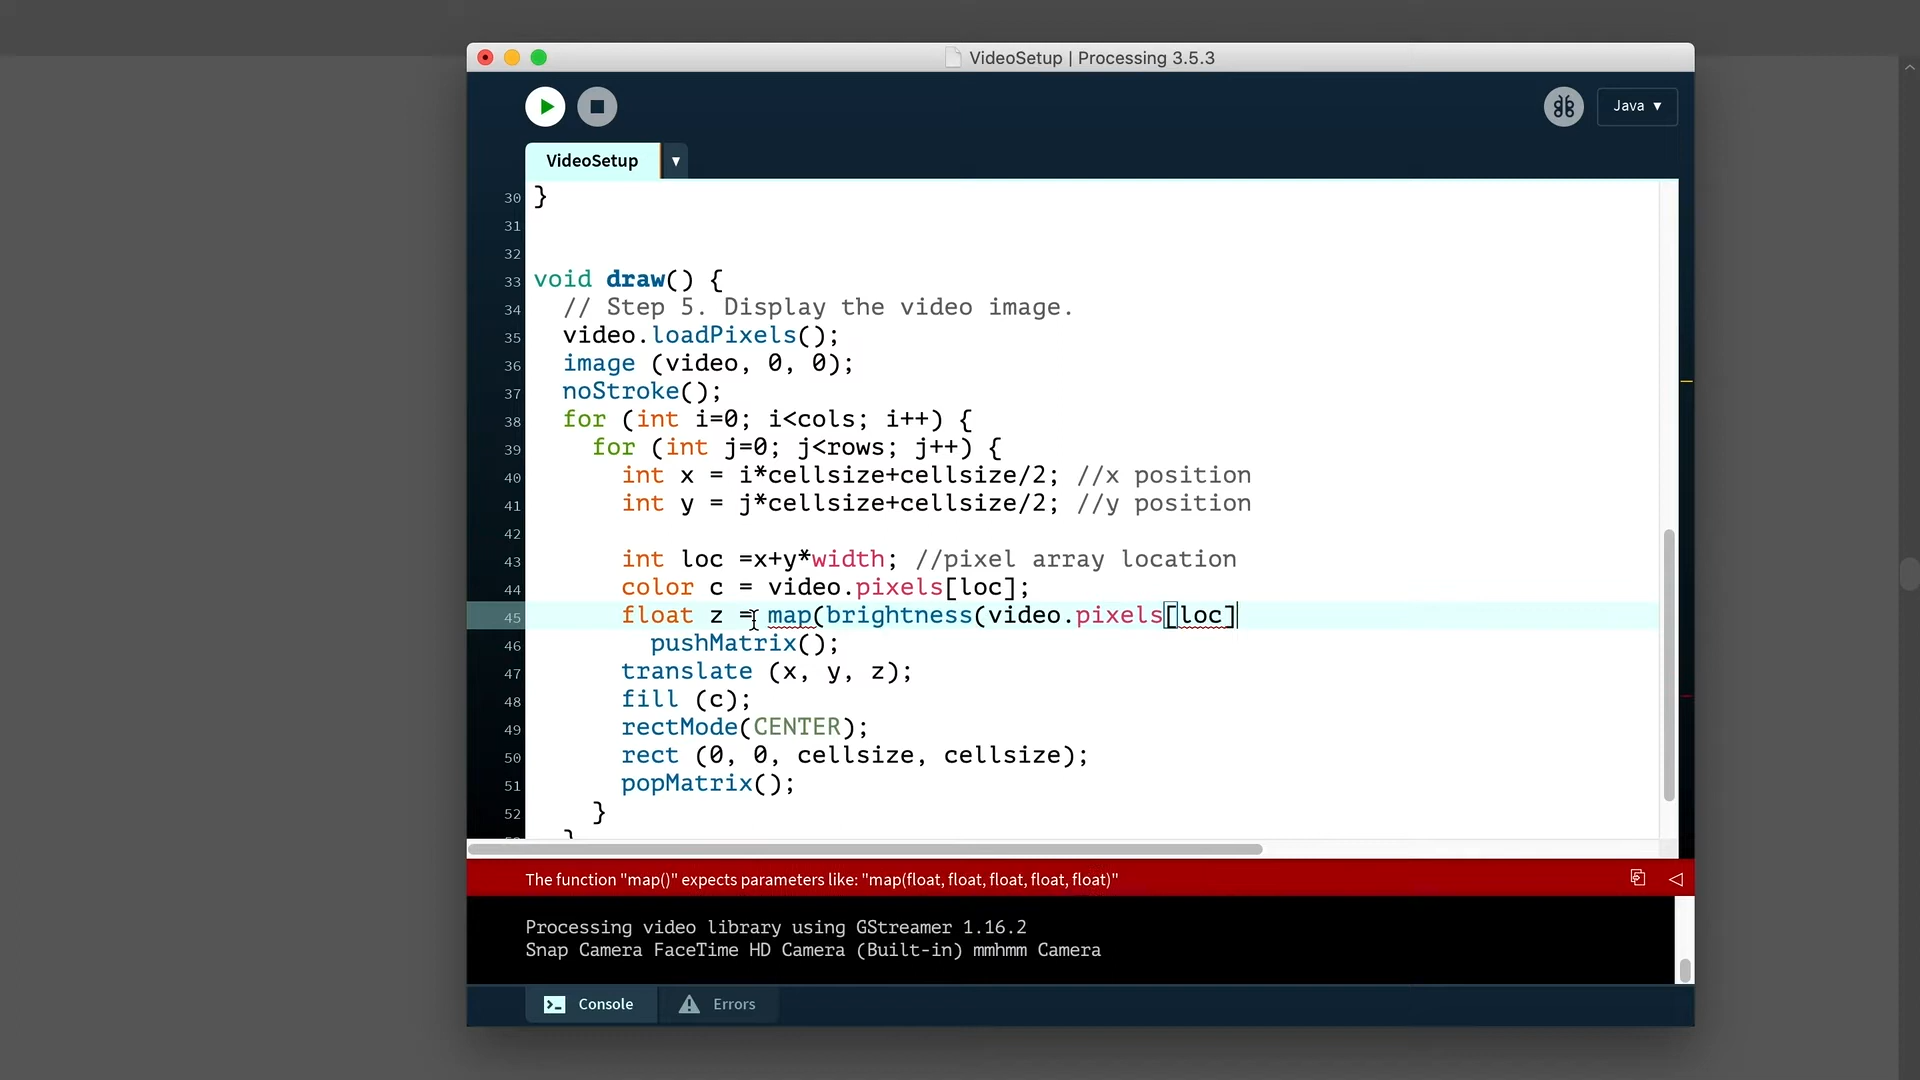 VideoSetup | Processing 3.5.3
Java ▼
VideoSetup ▼
30 }
31
32
33 void draw() {
34 // Step 5. Display the video image.
35 video.loadPixels();
36 image (video, 0, 0);
37 noStroke();
38 for (int i=0; i<cols; i++) {
39 for (int j=0; j<rows; j++) {
40 int x = i*cellsize+cellsize/2; //x position
41 int y = j*cellsize+cellsize/2; //y position
42
43 int loc =x+y*width; //pixel array location
44 color c = video.pixels[loc];
45 float z = map(brightness(video.pixels[loc]
46 pushMatrix();
47 translate (x, y, z);
48 fill (c);
49 rectMode(CENTER);
50 rect (0, 0, cellsize, cellsize);
51 popMatrix();
52 }
}
The function "map()" expects parameters like: "map(float, float, float, float, float)"
Processing video library using GStreamer 1.16.2
Snap Camera FaceTime HD Camera (Built-in) mmhmm Camera
Console Errors